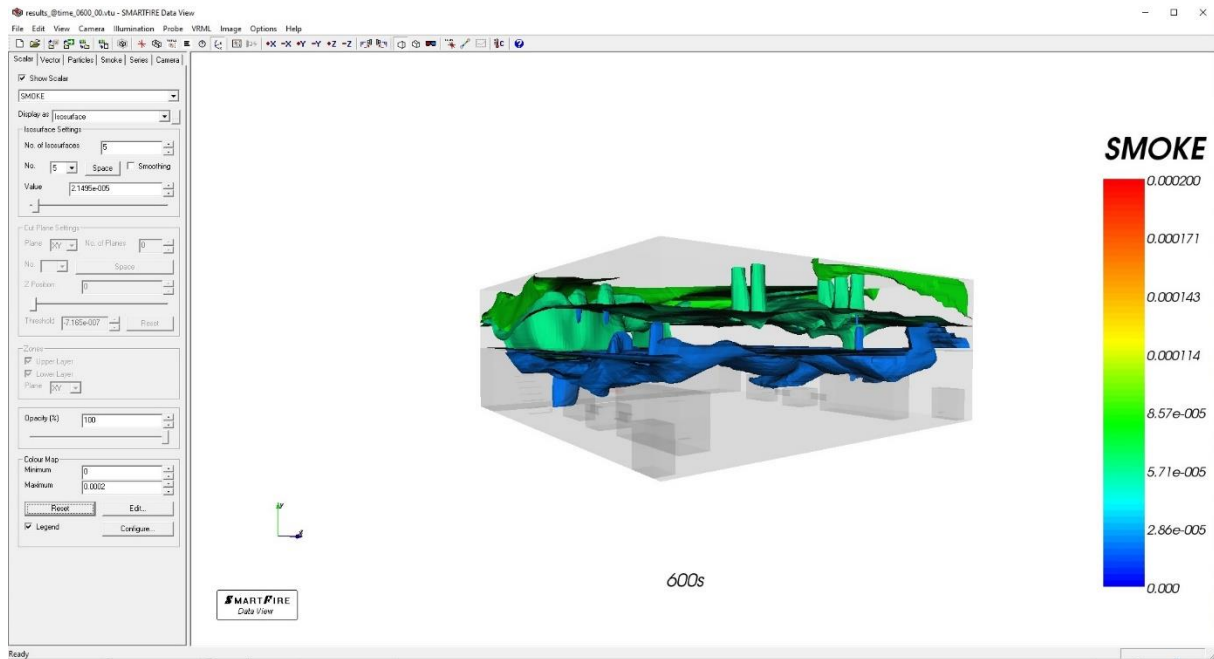 results_@time_0600_00.vtu - SMARTFIRE Data View
File Edit View Camera Illumination Probe VRML Image Options Help
+X -X +Y -Y +Z -Z
Scalar Vector Particles Smoke Series Camera
Show Scalar
SMOKE
Display as Isosurface
Isosurface Settings
No. of Isosurfaces 5
No. 5 Space Smoothing
Value 2.1495e-005
Cut Plane Settings
Plane XY No. of Planes 0
No. Space
Z Position 0
Threshold -7.165e-007 Reset
Zones
Upper Layer
Lower Layer
Plane XY
Opacity (%) 100
Colour Map
Minimum 0
Maximum 0.0002
Reset Edit...
Legend Configure...
SMOKE
0.000200
0.000171
0.000143
0.000114
8.57e-005
5.71e-005
2.86e-005
0.000
600s
SMARTFIRE
Data View
Ready